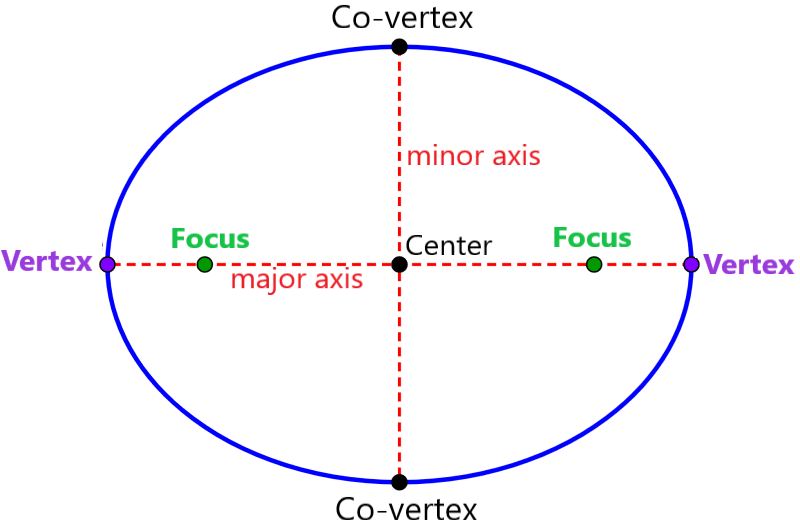 Co-vertex
minor axis
Focus
Focus
Center
Vertex
Vertex
major axis
Co-vertex